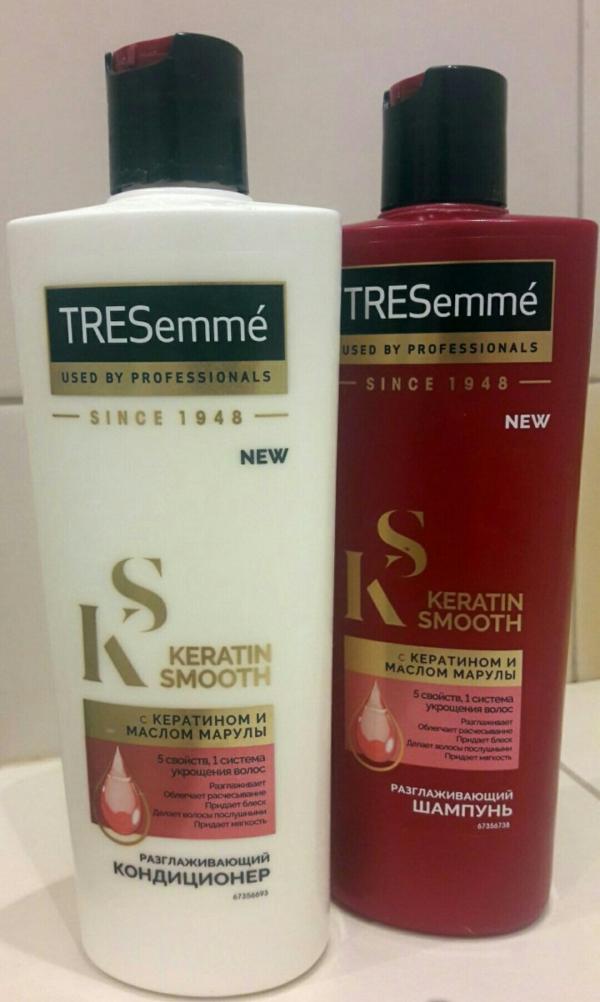 TRESemmé
USED BY PROFESSIONALS
SINCE 1948
NEW
KS
KERATIN
SMOOTH
с КЕРАТИНОМ И
МАСЛОМ МАРУЛЫ
5 свойств, 1 система
укрощения волос
Разглаживает
Облегчает расчесывание
Придает блеск
Делает волосы послушными
Придает мягкость
РАЗГЛАЖИВАЮЩИЙ
КОНДИЦИОНЕР
67356693
TRESemmé
USED BY PROFESSIONALS
SINCE 1948
NEW
KS
KERATIN
SMOOTH
с КЕРАТИНОМ И
МАСЛОМ МАРУЛЫ
5 свойств, 1 система
укрощения волос
Разглаживает
Облегчает расчесывание
Придает блеск
Делает волосы послушными
Придает мягкость
РАЗГЛАЖИВАЮЩИЙ
ШАМПУНЬ
67356738